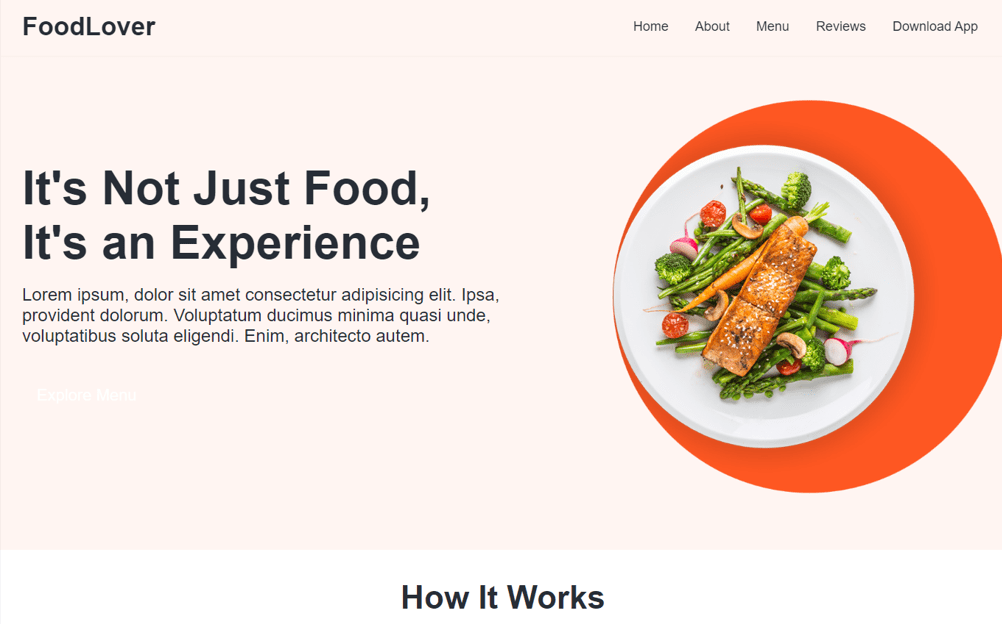 FoodLover
Home About Menu Reviews Download App
It's Not Just Food,
It's an Experience
Lorem ipsum, dolor sit amet consectetur adipisicing elit. Ipsa,
provident dolorum. Voluptatum ducimus minima quasi unde,
voluptatibus soluta eligendi. Enim, architecto autem.
Explore Menu
How It Works